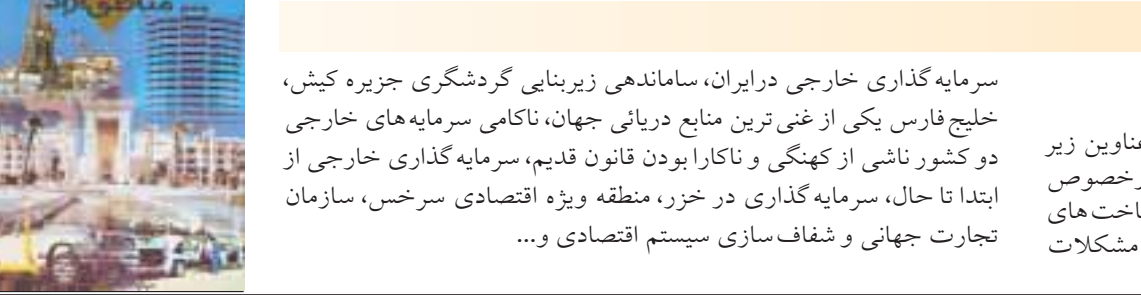 عناوین زیر
رخصوص
اخت‌های
مشکلات
سرمایه گذاری خارجی درایران، ساماندهی زیربنایی گردشگری جزیره کیش،
خلیج فارس یکی از غنی ترین منابع دریائی جهان، ناکامی سرمایه های خارجی
دو کشور ناشی از کهنگی و ناکارا بودن قانون قدیم، سرمایه گذاری خارجی از
ابتدا تا حال، سرمایه گذاری در خزر، منطقه ویژه اقتصادی سرخس، سازمان
تجارت جهانی و شفاف سازی سیستم اقتصادی و...